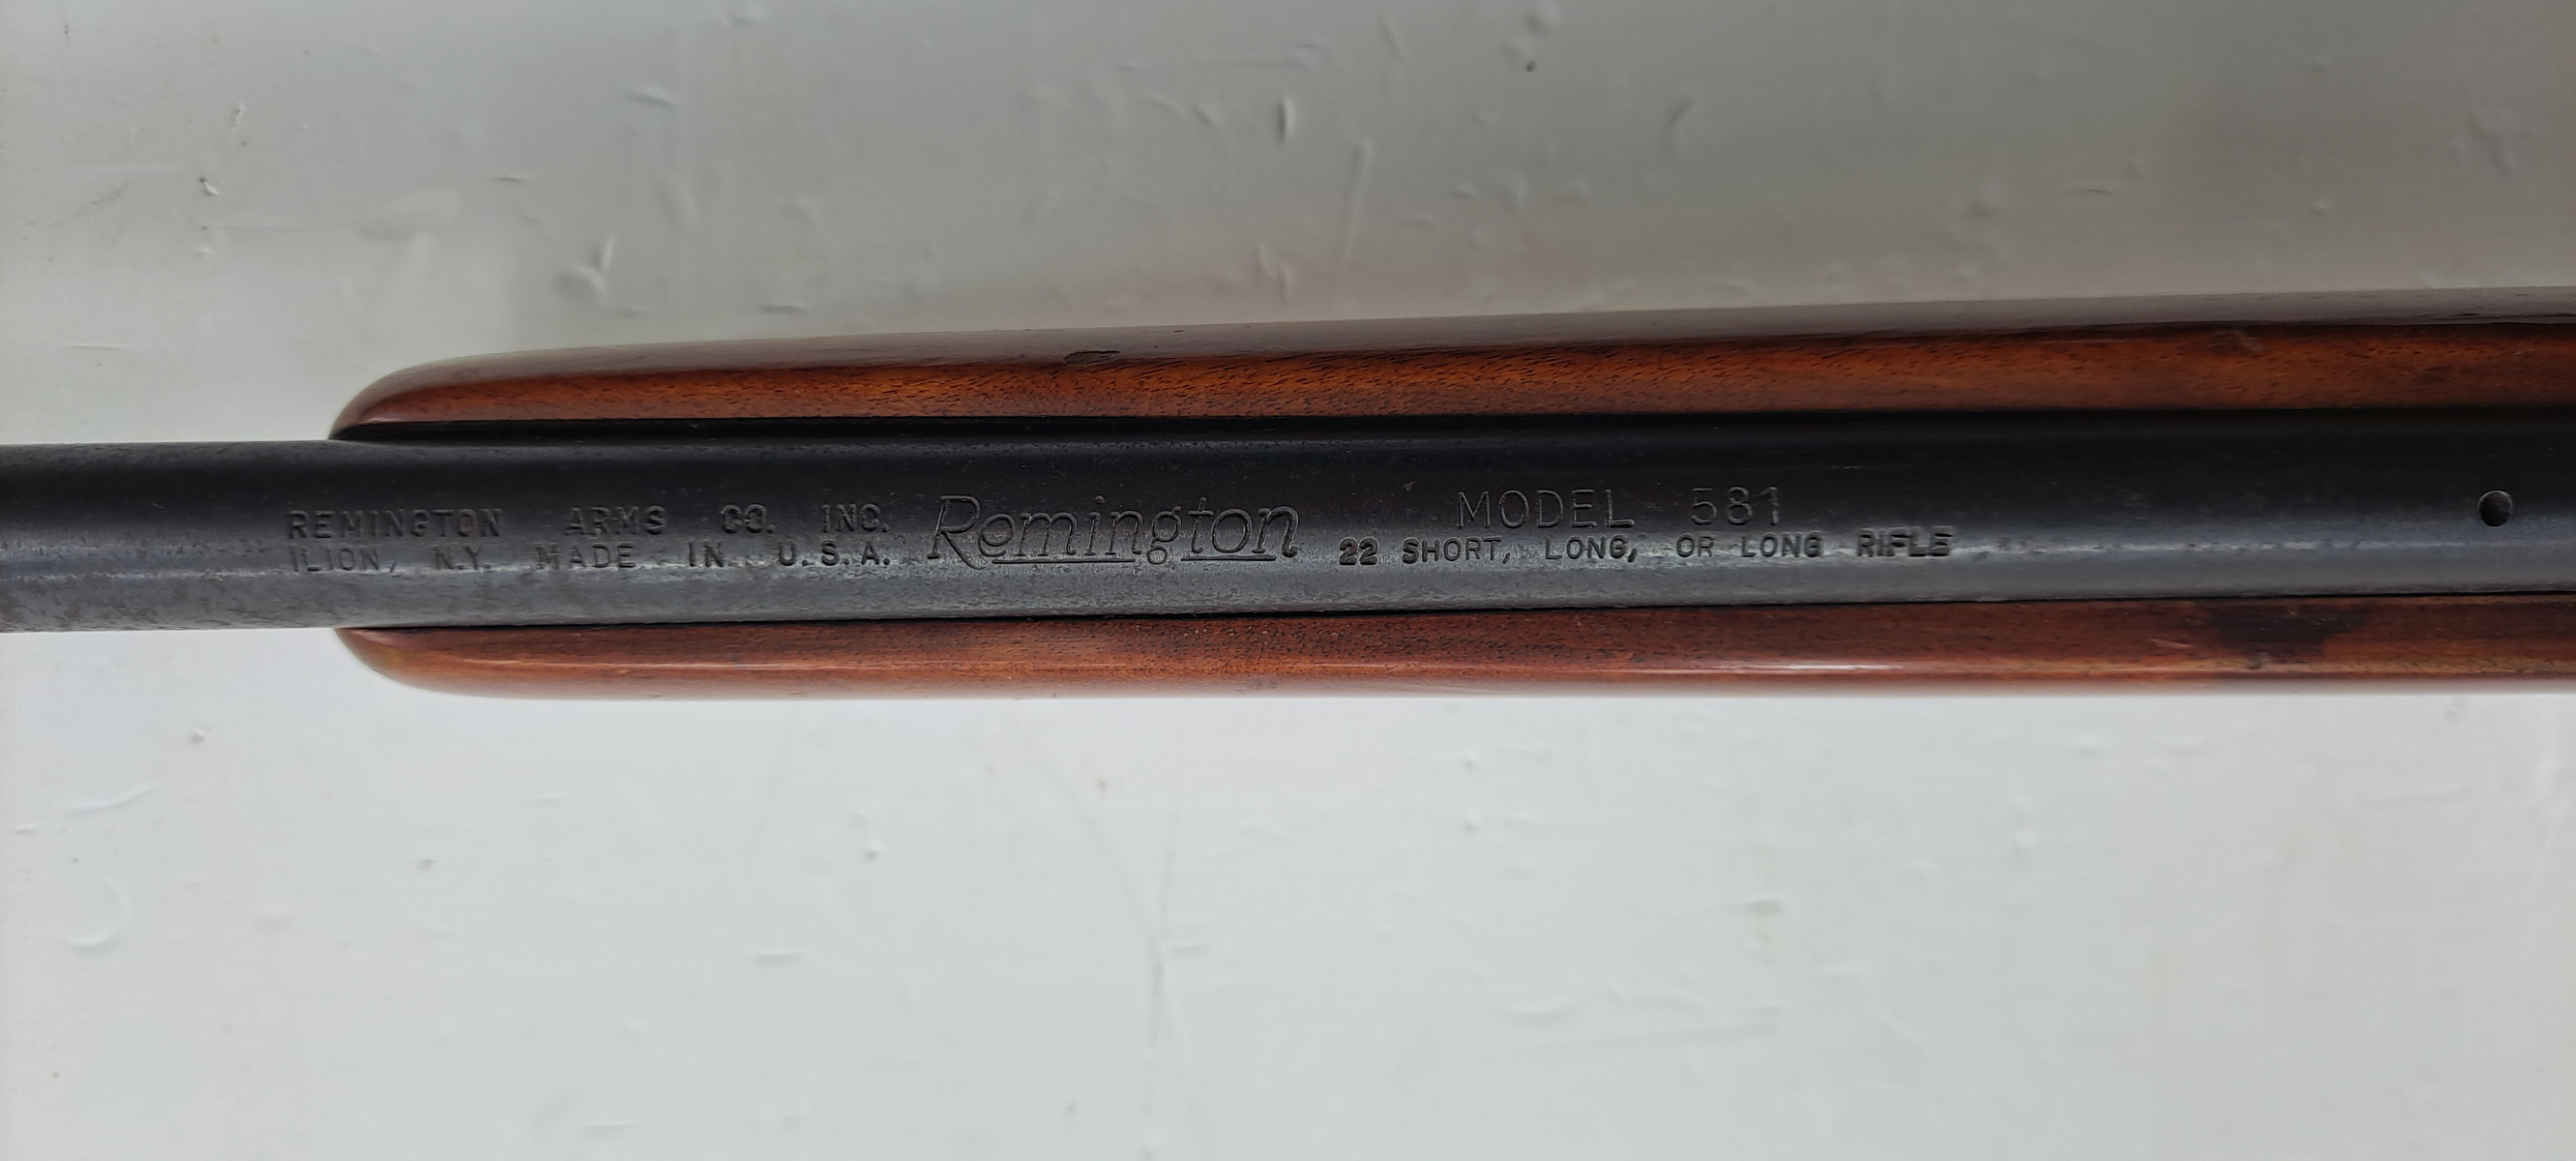 REMINGTON ARMS CO. INC.
ILION, N.Y. MADE IN U.S.A.
Remington
MODEL 581
22 SHORT, LONG, OR LONG RIFLE